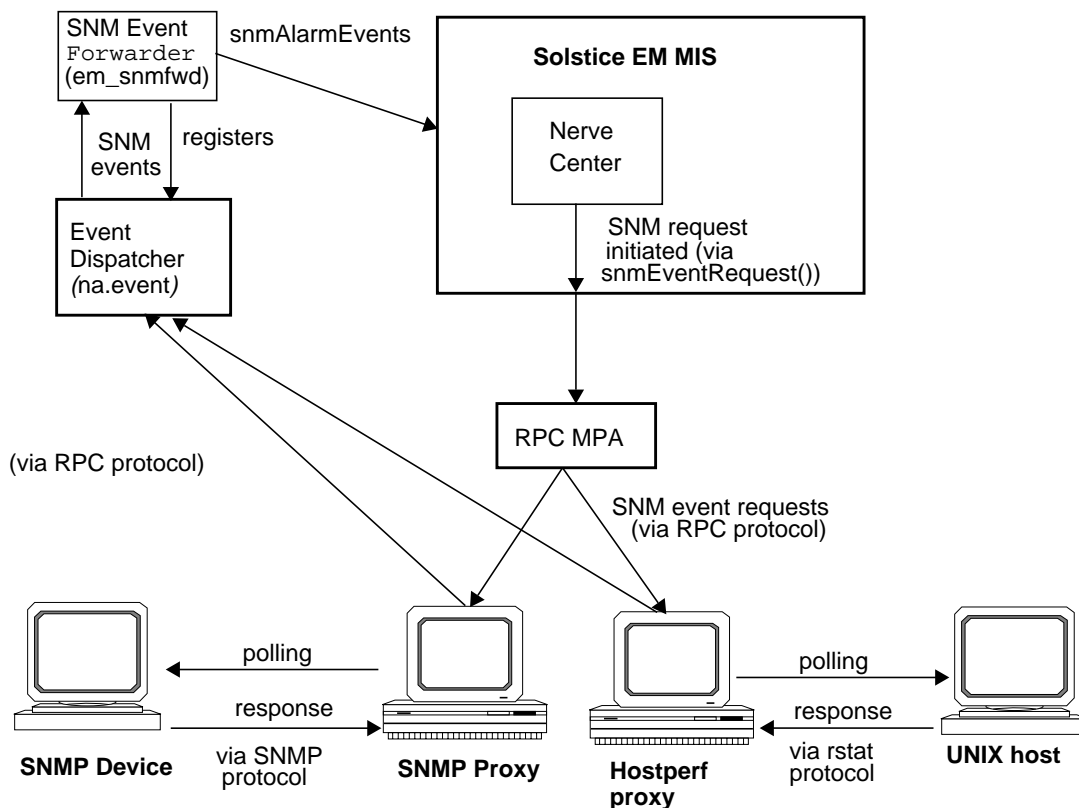 SNM Event
Forwarder
(em_snmfwd)
snmAlarmEvents
Solstice EM MIS
Nerve
Center
SNM
events
registers
Event
Dispatcher
(na.event)
SNM request
initiated (via
snmEventRequest())
RPC MPA
(via RPC protocol)
SNM event requests
(via RPC protocol)
polling
response
via SNMP
protocol
SNMP Device
SNMP Proxy
polling
response
via rstat
protocol
Hostperf
proxy
UNIX host